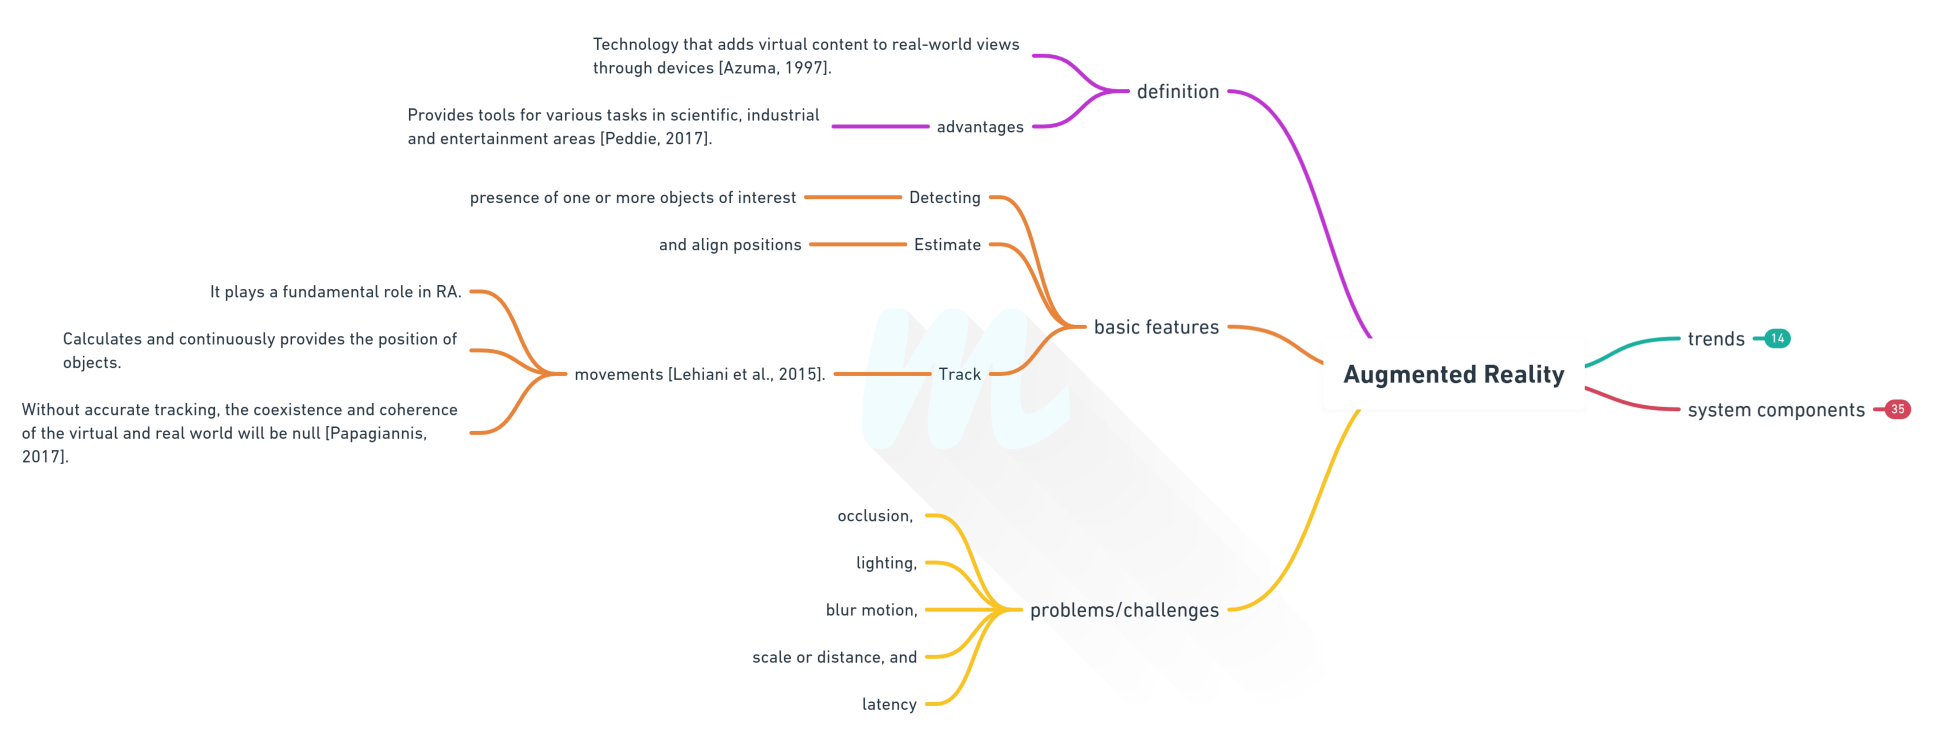 Technology that adds virtual content to real-world views
through devices [Azuma, 1997].
definition
Provides tools for various tasks in scientific, industrial
and entertainment areas [Peddie, 2017].
advantages
presence of one or more objects of interest
Detecting
and align positions
Estimate
It plays a fundamental role in RA.
Calculates and continuously provides the position of
objects.
Without accurate tracking, the coexistence and coherence
of the virtual and real world will be null [Papagiannis,
2017].
movements [Lehiani et al., 2015].
Track
basic features
occlusion,
lighting,
blur motion,
scale or distance, and
latency
problems/challenges
Augmented Reality
trends
14
system components
35
m